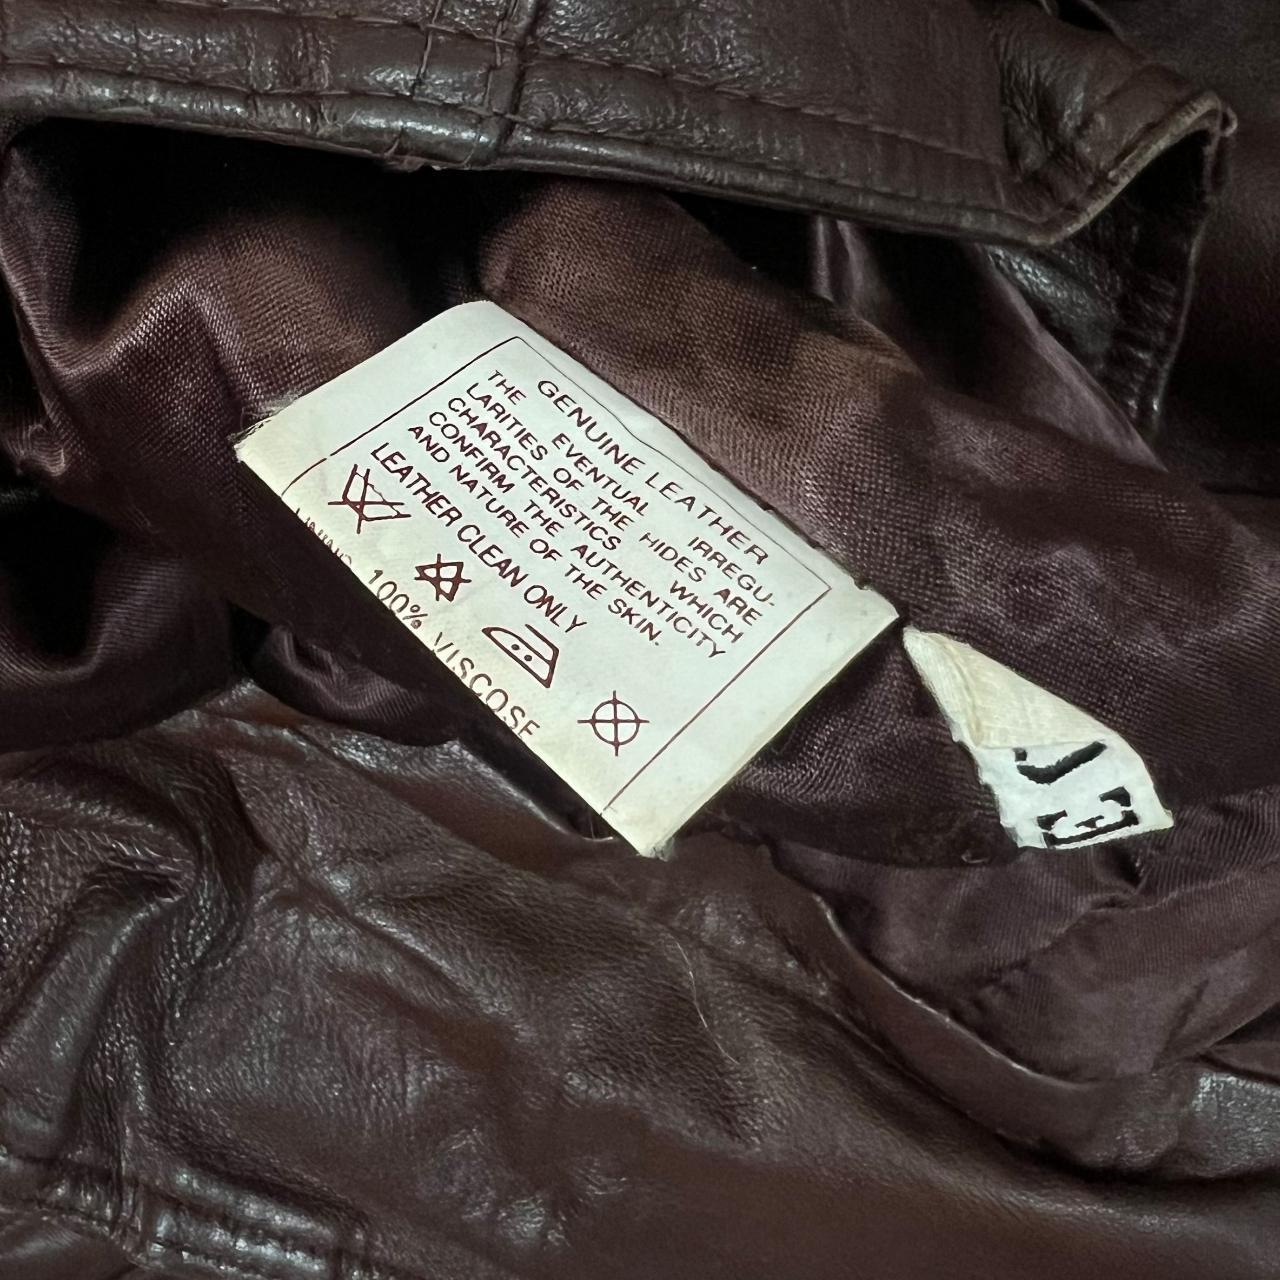 GENUINE LEATHER
THE EVENTUAL IRREGU-
LARITIES OF THE HIDES ARE
CHARACTERISTICS WHICH
CONFIRM THE AUTHENTICITY
AND NATURE OF THE SKIN.
LEATHER CLEAN ONLY
100% VISCOSE